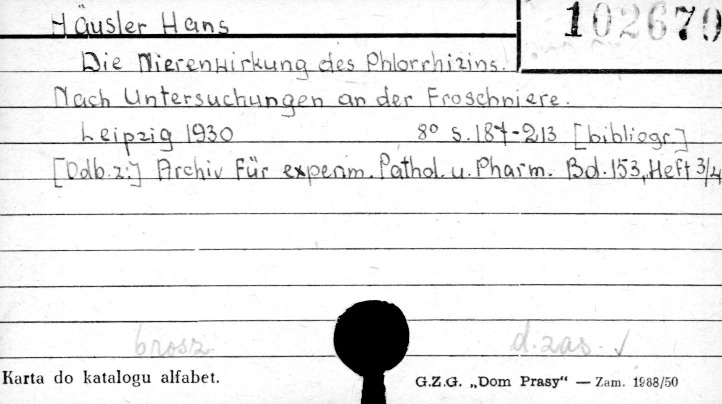 Häusler Hans
102679
Die Nierenwirkung des Phlorrhizins.
Nach Untersuchungen an der Froschniere.
Leipzig 1930 8° s. 187-213 [bibliogr.]
[Odb. z:] Archiv für experim. Pathol. u. Pharm. Bd. 153, Heft 3/4
brosz. d. zas. ✓
Karta do katalogu alfabet. G.Z.G. „Dom Prasy" — Zam. 1988/50